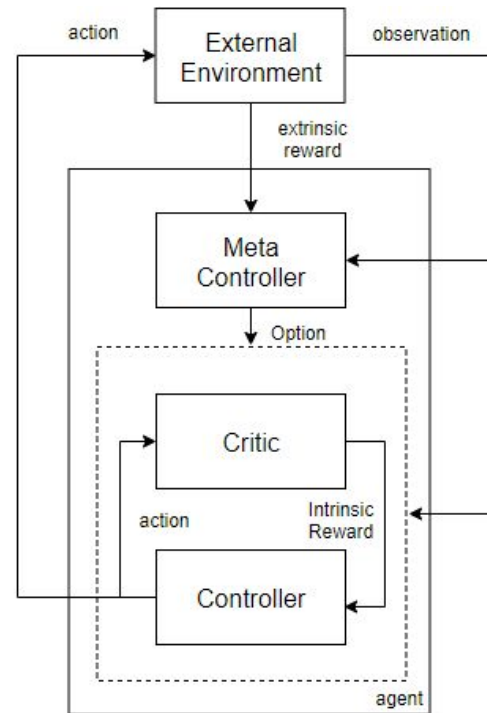 action
External
Environment
observation
extrinsic
reward
Meta
Controller
Option
Critic
action
Intrinsic
Reward
Controller
agent